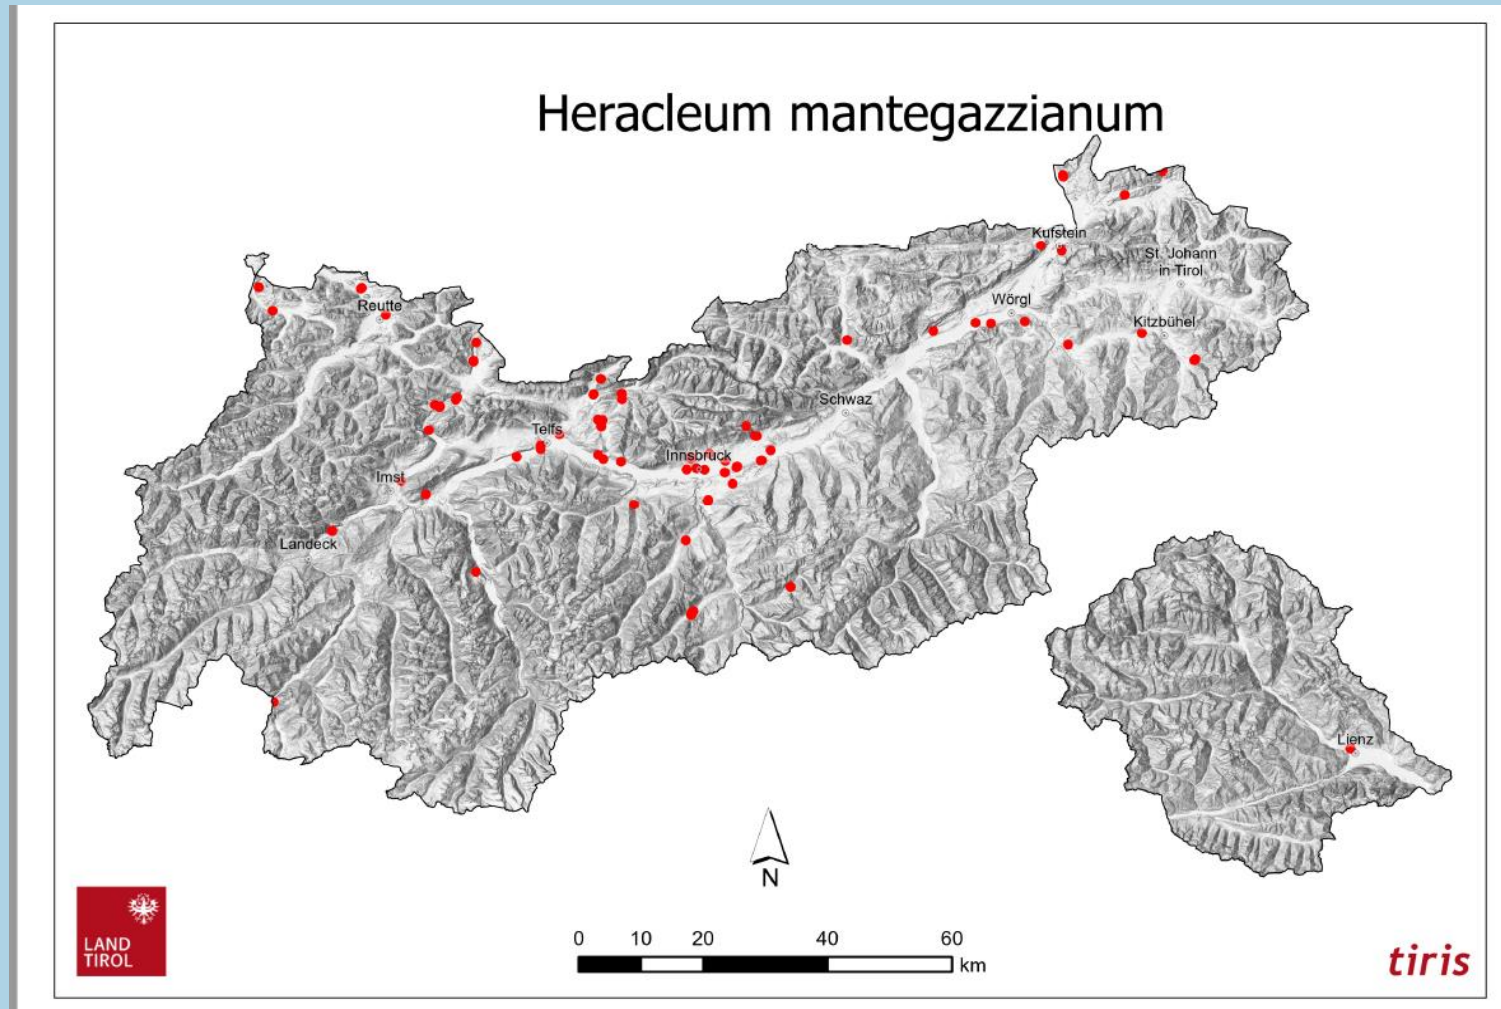 Heracleum mantegazzianum
Kufstein
St. Johann
in Tirol
Reutte
Wörgl
Kitzbühel
Schwaz
Telfs
Innsbruck
Imst
Landeck
Lienz
N
0 10 20 40 60
km
LAND
TIROL
tiris